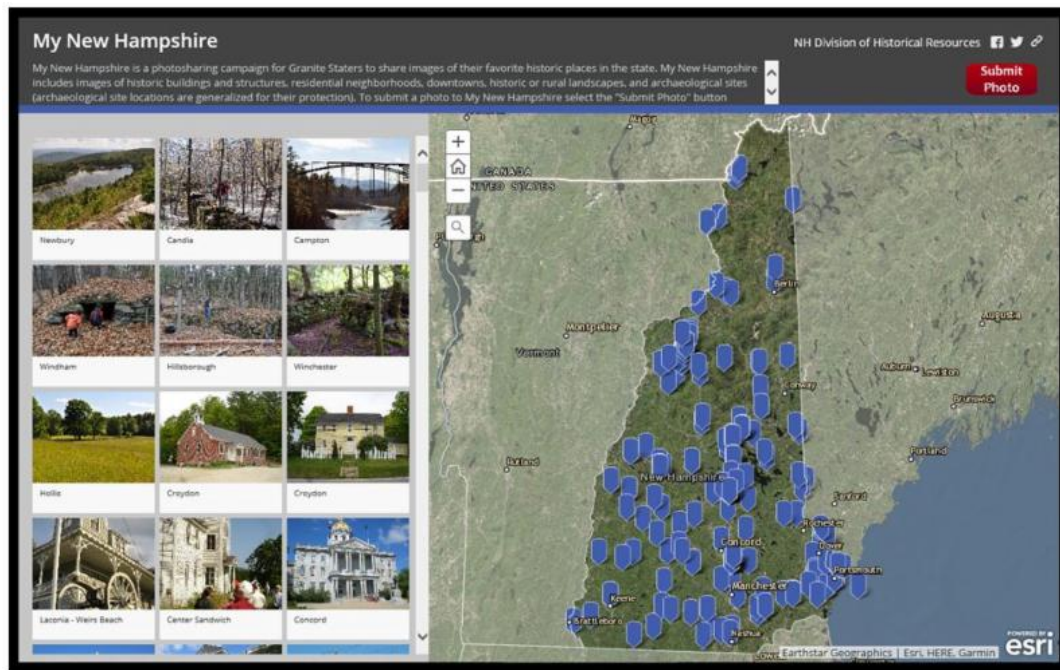 My New Hampshire
NH Division of Historical Resources
My New Hampshire is a photosharing campaign for Granite Staters to share images of their favorite historic places in the state. My New Hampshire
includes images of historic buildings and structures, residential neighborhoods, downtowns, historic or rural landscapes, and archaeological sites
(archaeological site locations are generalized for their protection). To submit a photo to My New Hampshire select the "Submit Photo" button
Submit
Photo
Newbury
Candia
Campton
Windham
Hillsborough
Winchester
Hollis
Croydon
Croydon
Laconia - Weirs Beach
Center Sandwich
Concord
+
−
CANADA
UNITED STATES
Berlin
Montpelier
Vermont
Augusta
Auburn
Lewiston
Conway
Brunswick
Rutland
Portland
New Hampshire
Sanford
Rochester
Concord
Dover
Portsmouth
Manchester
Keene
Brattleboro
Nashua
Earthstar Geographics | Esri, HERE, Garmin
POWERED BY
esri